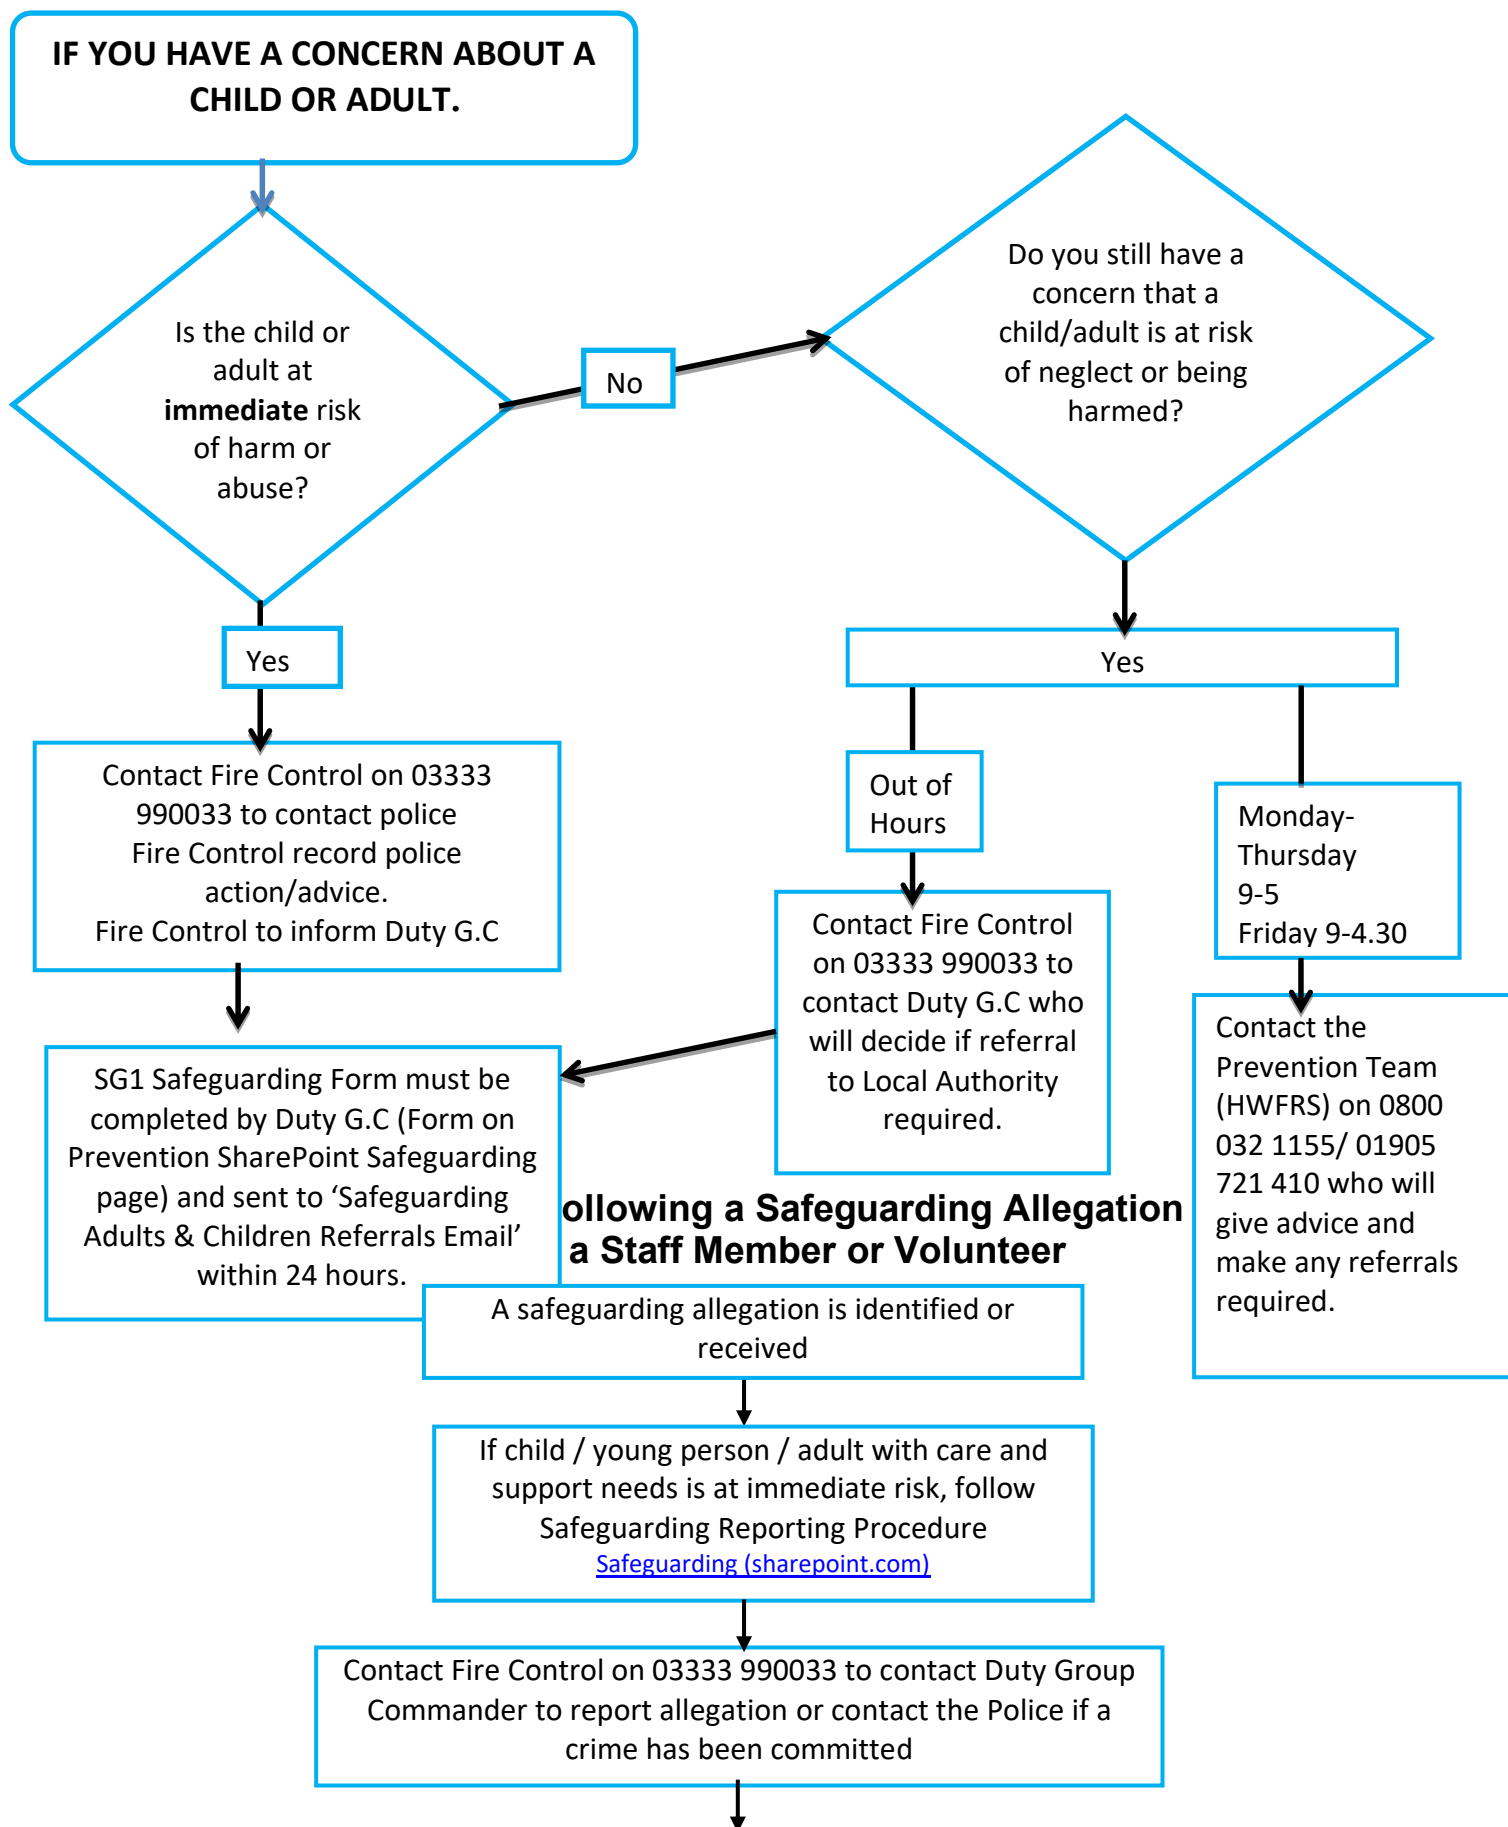 IF YOU HAVE A CONCERN ABOUT A
CHILD OR ADULT.
Is the child or
adult at
immediate risk
of harm or
abuse?
No
Do you still have a
concern that a
child/adult is at risk
of neglect or being
harmed?
Yes
Yes
Contact Fire Control on 03333
990033 to contact police
Fire Control record police
action/advice.
Fire Control to inform Duty G.C
Out of
Hours
Monday-
Thursday
9-5
Friday 9-4.30
Contact Fire Control
on 03333 990033 to
contact Duty G.C who
will decide if referral
to Local Authority
required.
Contact the
Prevention Team
(HWFRS) on 0800
032 1155/ 01905
721 410 who will
give advice and
make any referrals
required.
SG1 Safeguarding Form must be
completed by Duty G.C (Form on
Prevention SharePoint Safeguarding
page) and sent to ‘Safeguarding
Adults & Children Referrals Email’
within 24 hours.
ollowing a Safeguarding Allegation
a Staff Member or Volunteer
A safeguarding allegation is identified or
received
If child / young person / adult with care and
support needs is at immediate risk, follow
Safeguarding Reporting Procedure
Safeguarding (sharepoint.com)
Contact Fire Control on 03333 990033 to contact Duty Group
Commander to report allegation or contact the Police if a
crime has been committed